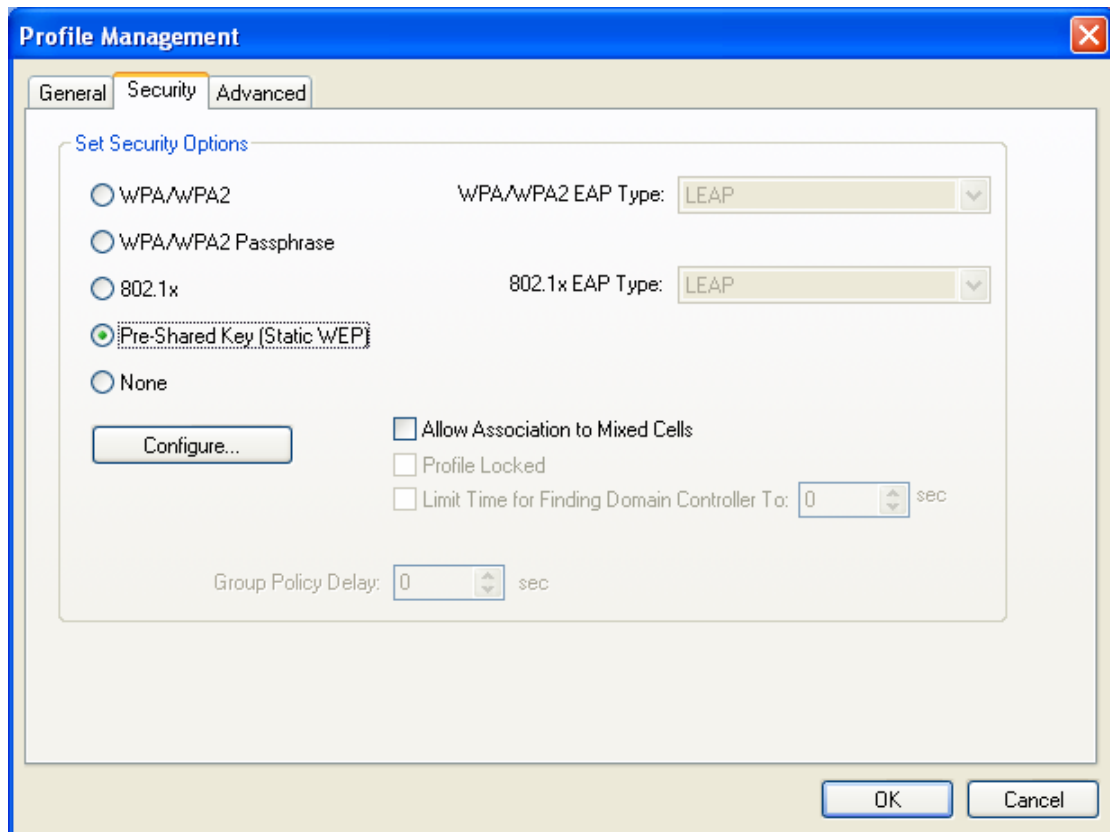 Profile Management
General Security Advanced
Set Security Options
WPA/WPA2 WPA/WPA2 EAP Type: LEAP
WPA/WPA2 Passphrase
802.1x 802.1x EAP Type: LEAP
Pre-Shared Key (Static WEP)
None
Configure... Allow Association to Mixed Cells
Profile Locked
Limit Time for Finding Domain Controller To: 0 sec
Group Policy Delay: 0 sec
OK Cancel